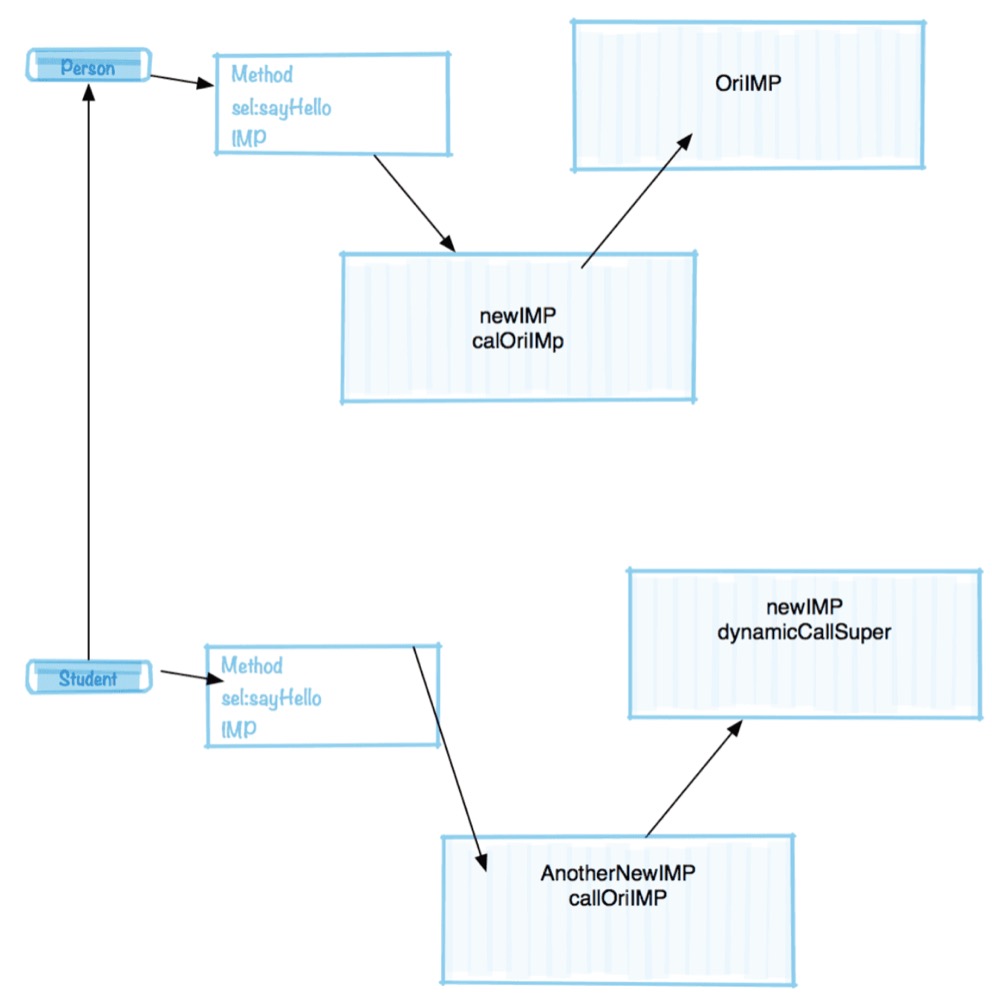 Person
Method
sel:sayHello
IMP
OriIMP
newIMP
calOriIMp
Student
Method
sel:sayHello
IMP
newIMP
dynamicCallSuper
AnotherNewIMP
callOriIMP